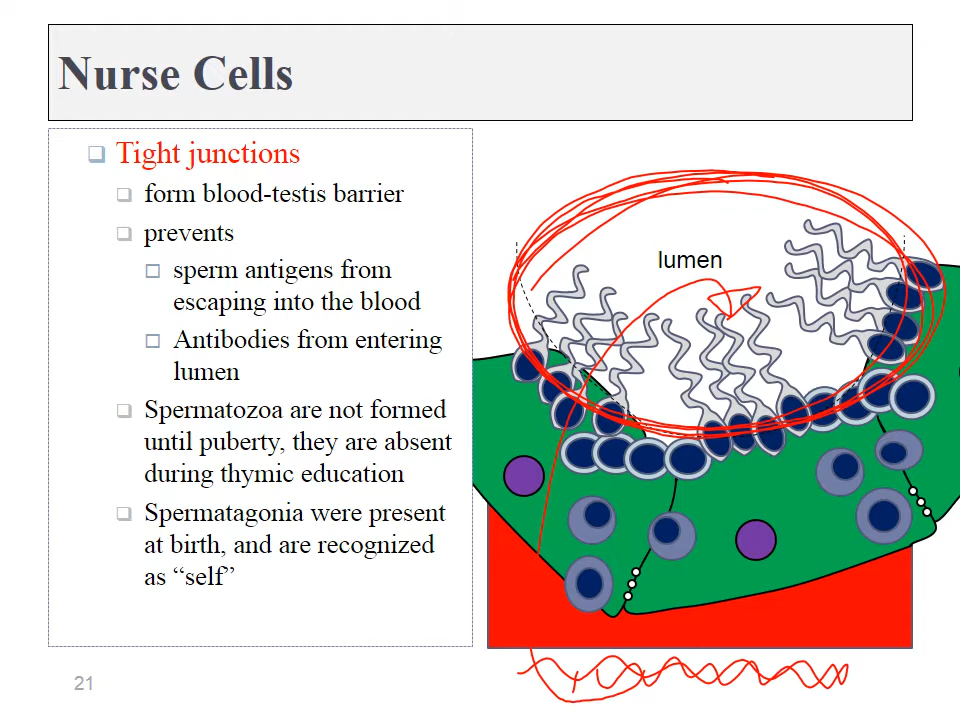 Nurse Cells
Tight junctions
form blood-testis barrier
prevents
sperm antigens from
escaping into the blood
Antibodies from entering
lumen
Spermatozoa are not formed
until puberty, they are absent
during thymic education
Spermatagonia were present
at birth, and are recognized
as “self”
lumen
21